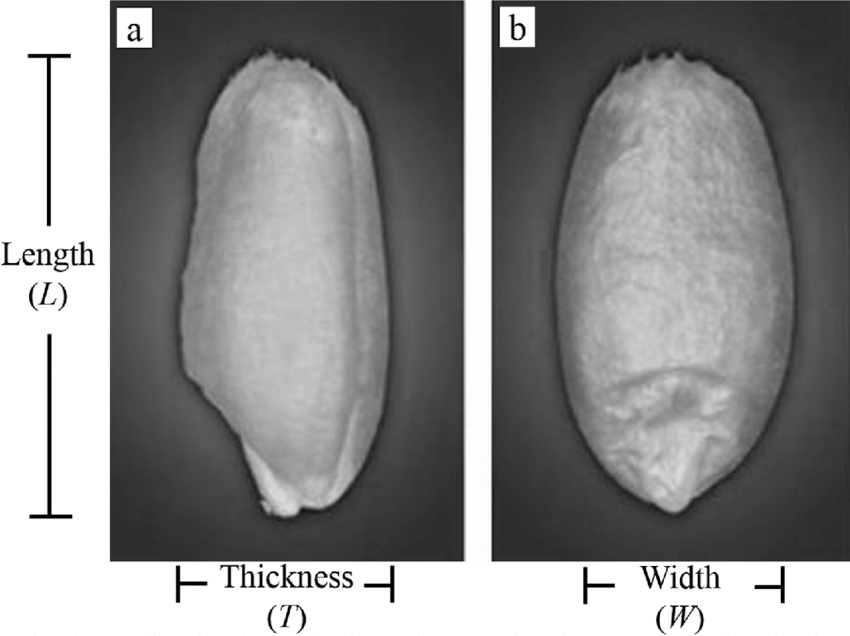 a
b
Length
(L)
Thickness
(T)
Width
(W)